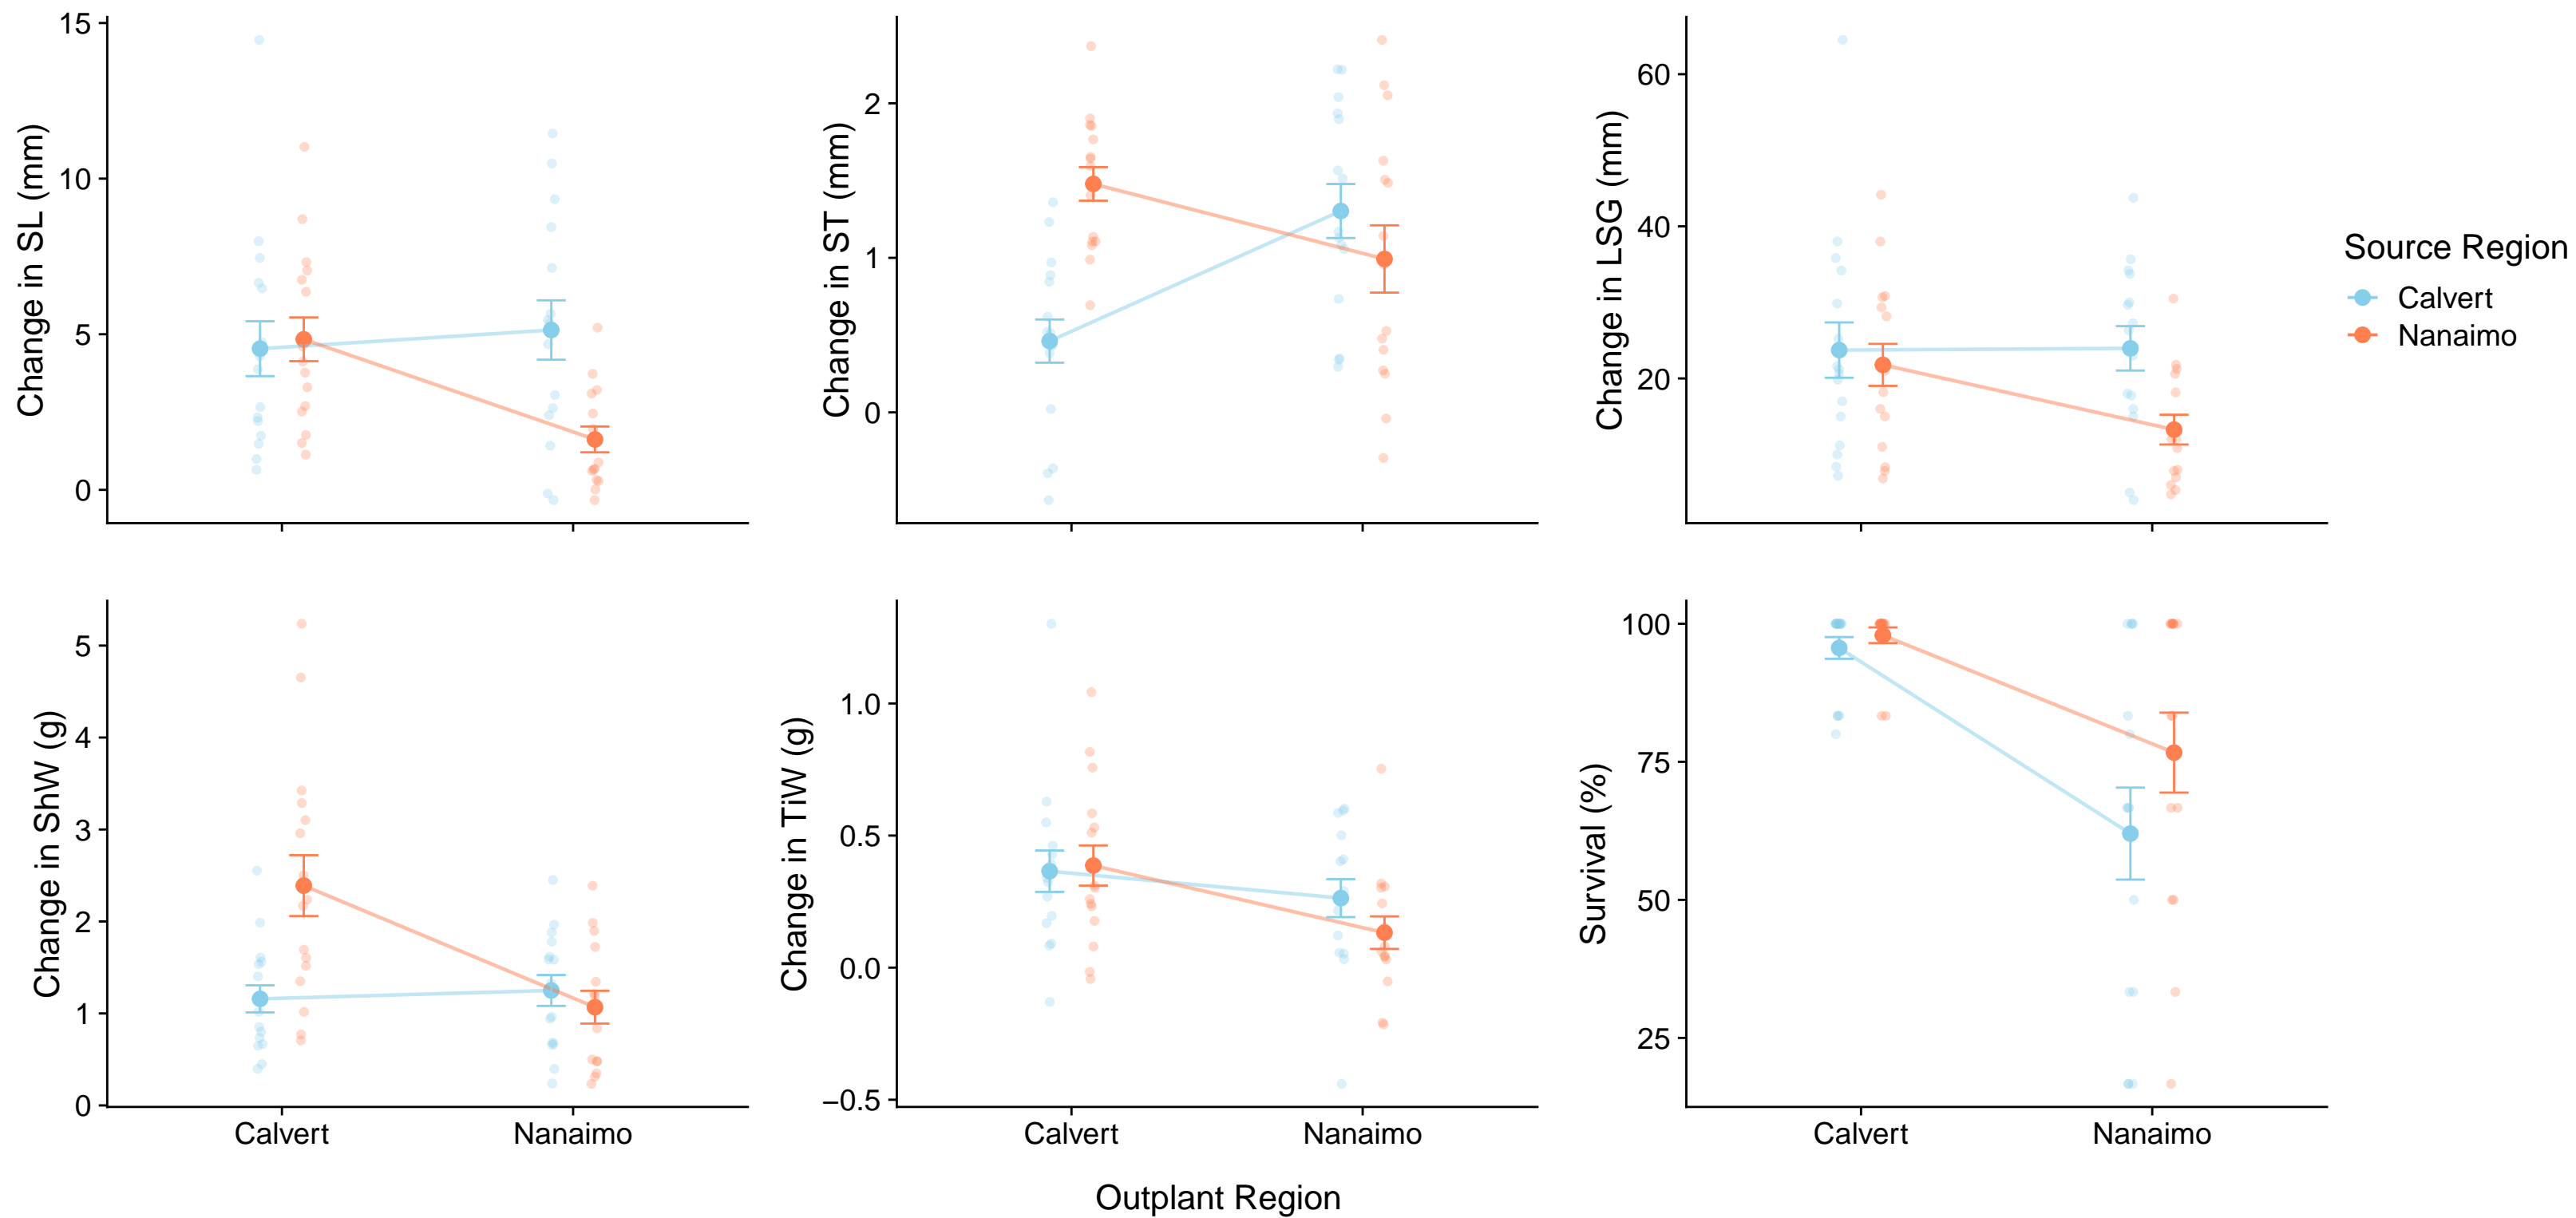 Change in SL (mm)
15
10
5
0
Change in ST (mm)
2
1
0
Change in LSG (mm)
60
40
20
Source Region
Calvert
Nanaimo
Change in ShW (g)
5
4
3
2
1
0
Calvert
Nanaimo
Change in TiW (g)
1.0
0.5
0.0
−0.5
Calvert
Nanaimo
Survival (%)
100
75
50
25
Calvert
Nanaimo
Outplant Region